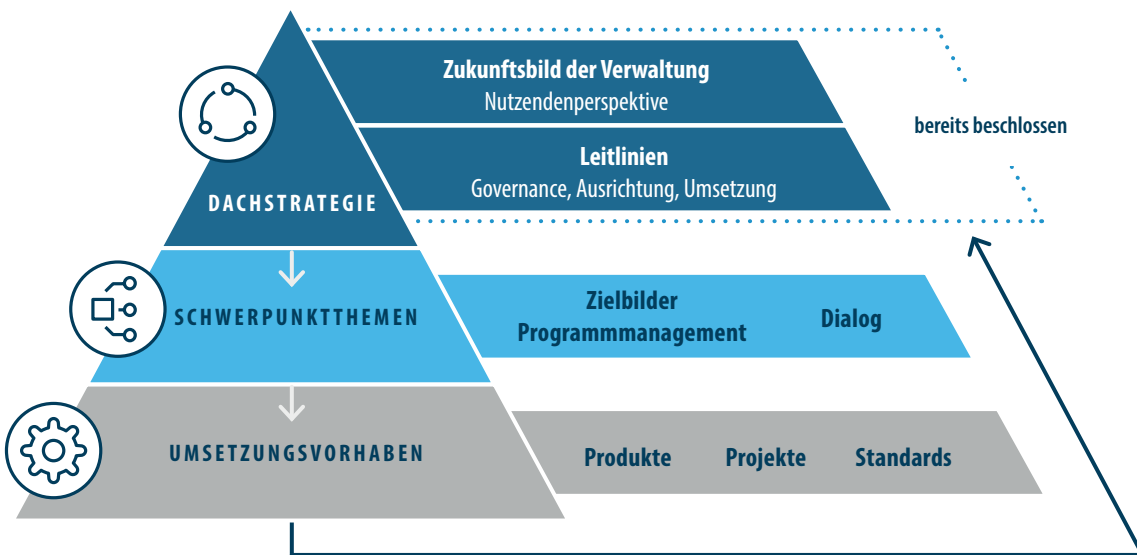 Zukunftsbild der Verwaltung
Nutzendenperspektive
bereits beschlossen
Leitlinien
Governance, Ausrichtung, Umsetzung
DACHSTRATEGIE
SCHWERPUNKTTHEMEN
Zielbilder
Programmmanagement
Dialog
UMSETZUNGSVORHABEN
Produkte Projekte Standards